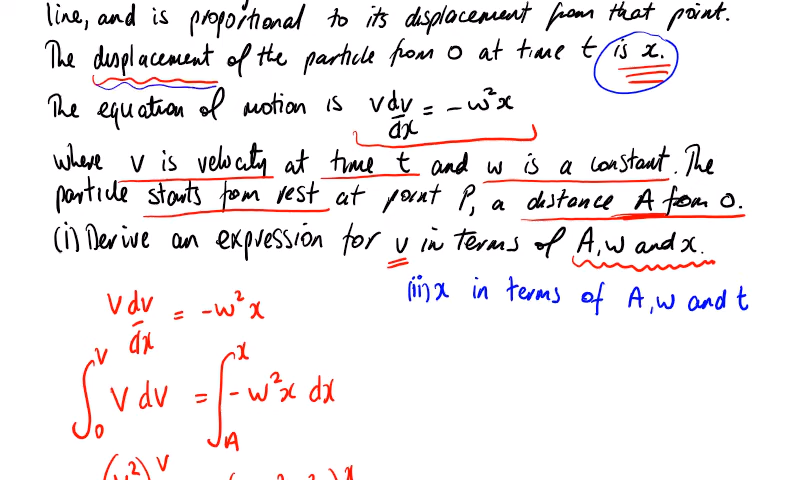 line, and is proportional to its displacement from that point.
The displacement of the particle from O at time t is x.
The equation of motion is v dv/dx = -w²x
where v is velocity at time t and w is a constant. The
particle starts from rest at point P, a distance A from O.
(i) Derive an expression for v in terms of A, w and x.
(ii) x in terms of A, w and t
v dv/dx = -w²x
∫₀^v v dv = ∫_A^x -w²x dx